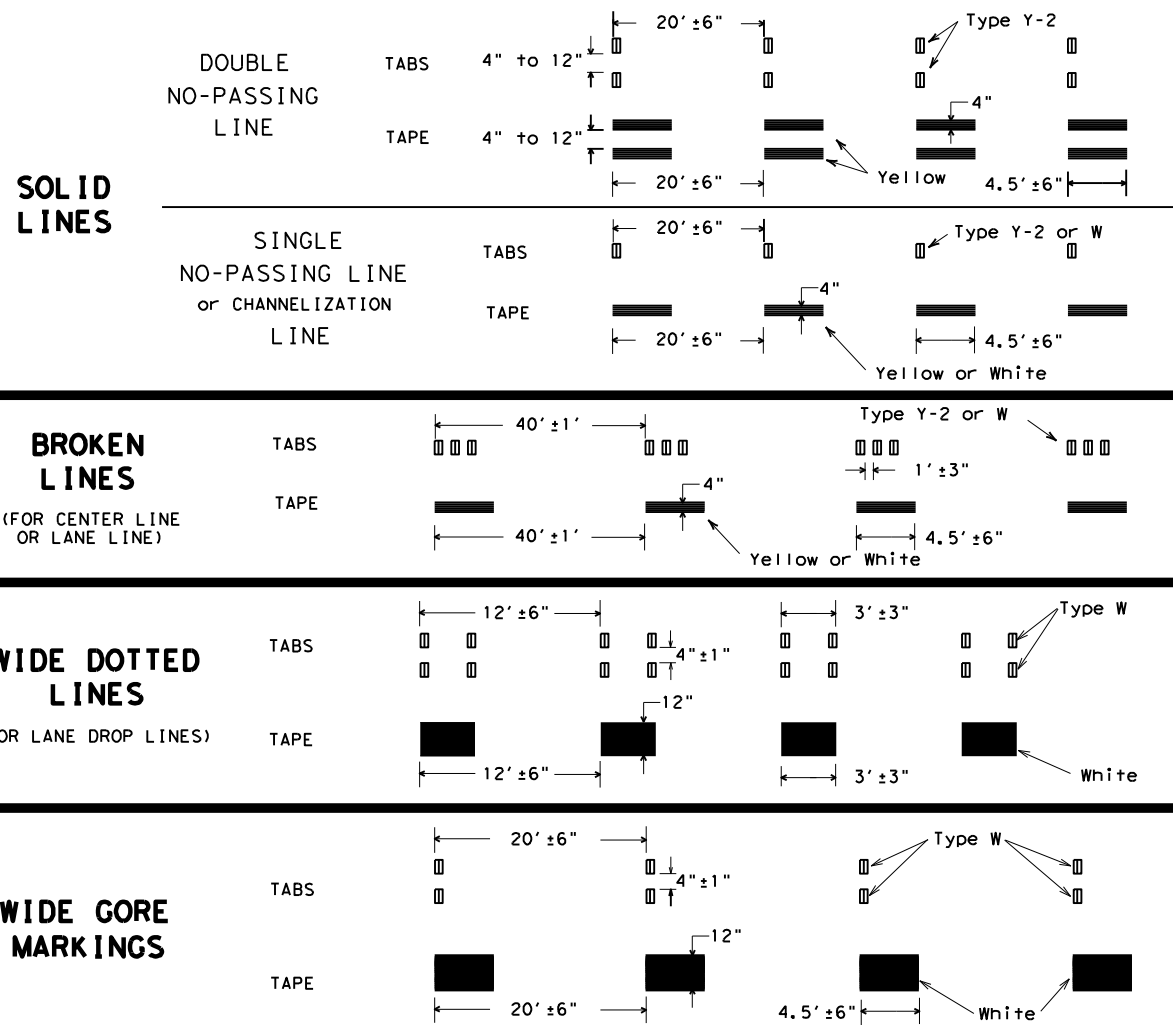 SOLID
LINES
DOUBLE
NO-PASSING
LINE
TABS
20'±6"
4" to 12"
Type Y-2
TAPE
4" to 12"
4"
Yellow
20'±6"
4.5'±6"
SINGLE
NO-PASSING LINE
or CHANNELIZATION
LINE
TABS
20'±6"
Type Y-2 or W
TAPE
4"
20'±6"
4.5'±6"
Yellow or White
BROKEN
LINES
(FOR CENTER LINE
OR LANE LINE)
TABS
40'±1'
Type Y-2 or W
1'±3"
TAPE
4"
40'±1'
4.5'±6"
Yellow or White
WIDE DOTTED
LINES
OR LANE DROP LINES)
TABS
12'±6"
3'±3"
Type W
4"±1"
TAPE
12"
12'±6"
3'±3"
White
WIDE GORE
MARKINGS
TABS
20'±6"
Type W
4"±1"
TAPE
12"
20'±6"
4.5'±6"
White